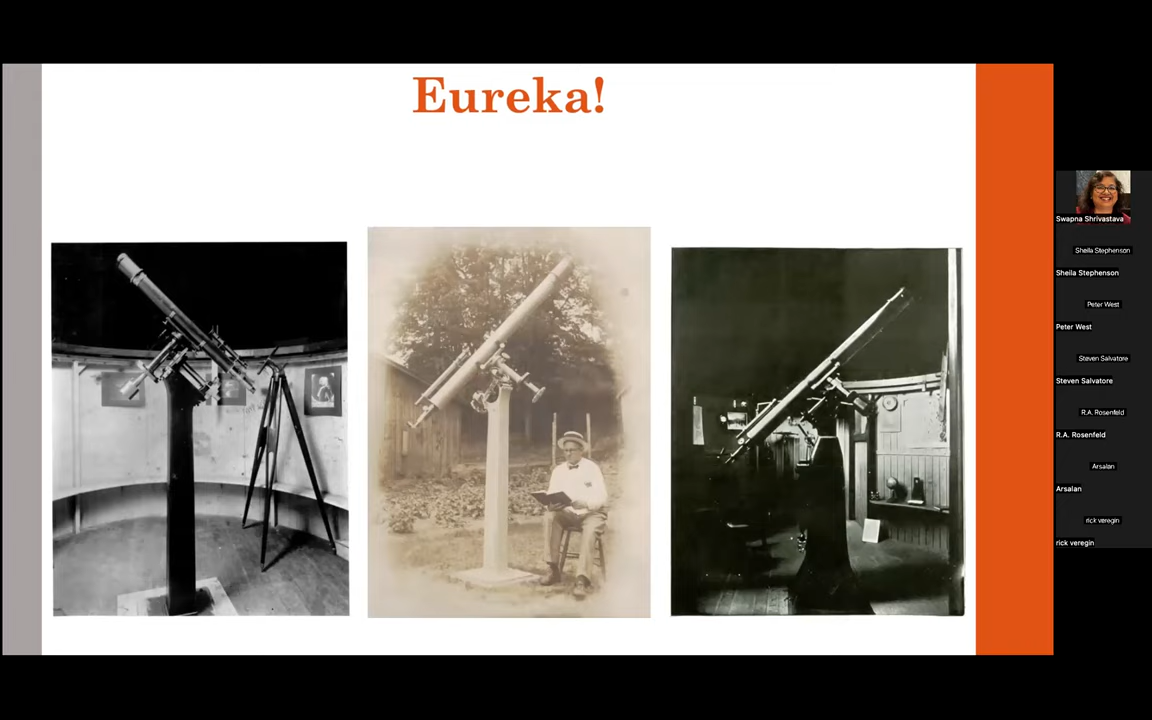 Eureka!
Swapna Shrivastava
Sheila Stephenson
Sheila Stephenson
Peter West
Peter West
Steven Salvatore
Steven Salvatore
R.A. Rosenfeld
R.A. Rosenfeld
Arsalan
Arsalan
rick veregin
rick veregin